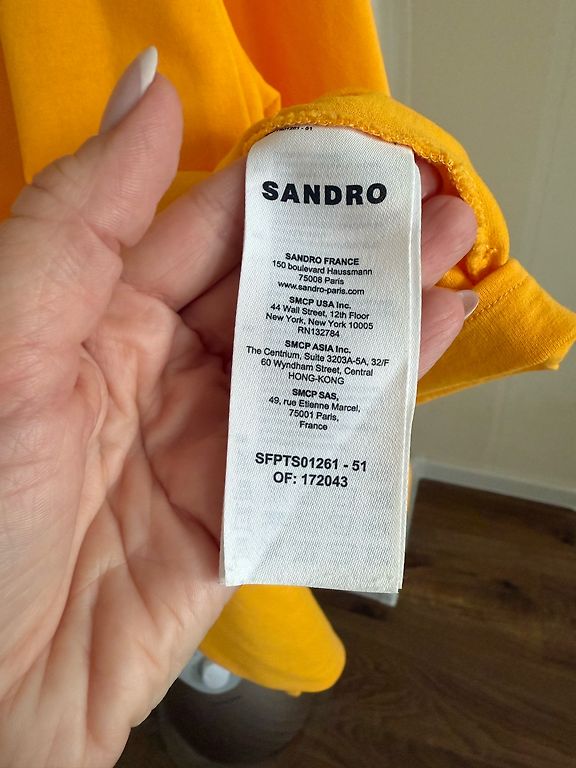 SANDRO
SANDRO FRANCE
150 boulevard Haussmann
75008 Paris
www.sandro-paris.com
SMCP USA Inc.
44 Wall Street, 12th Floor
New York, New York 10005
RN132784
SMCP ASIA Inc.
The Centrium, Suite 3203A-5A, 32/F
60 Wyndham Street, Central
HONG-KONG
SMCP SAS,
49, rue Etienne Marcel,
75001 Paris,
France
SFPTS01261 - 51
OF: 172043